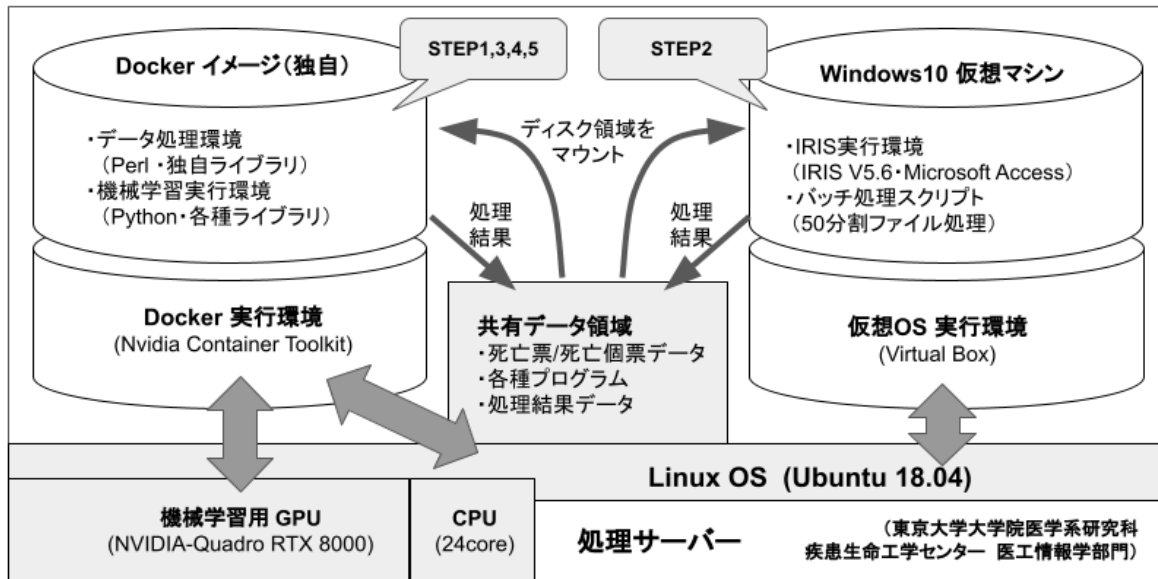 STEP1,3,4,5
STEP2
Docker イメージ(独自)
・データ処理環境
(Perl・独自ライブラリ)
・機械学習実行環境
(Python・各種ライブラリ)
Windows10 仮想マシン
・IRIS実行環境
(IRIS V5.6・Microsoft Access)
・バッチ処理スクリプト
(50分割ファイル処理)
ディスク領域を
マウント
処理
結果
処理
結果
Docker 実行環境
(Nvidia Container Toolkit)
共有データ領域
・死亡票/死亡個票データ
・各種プログラム
・処理結果データ
仮想OS 実行環境
(Virtual Box)
Linux OS (Ubuntu 18.04)
機械学習用 GPU
(NVIDIA-Quadro RTX 8000)
CPU
(24core)
処理サーバー
(東京大学大学院医学系研究科
疾患生命工学センター 医工情報学部門)